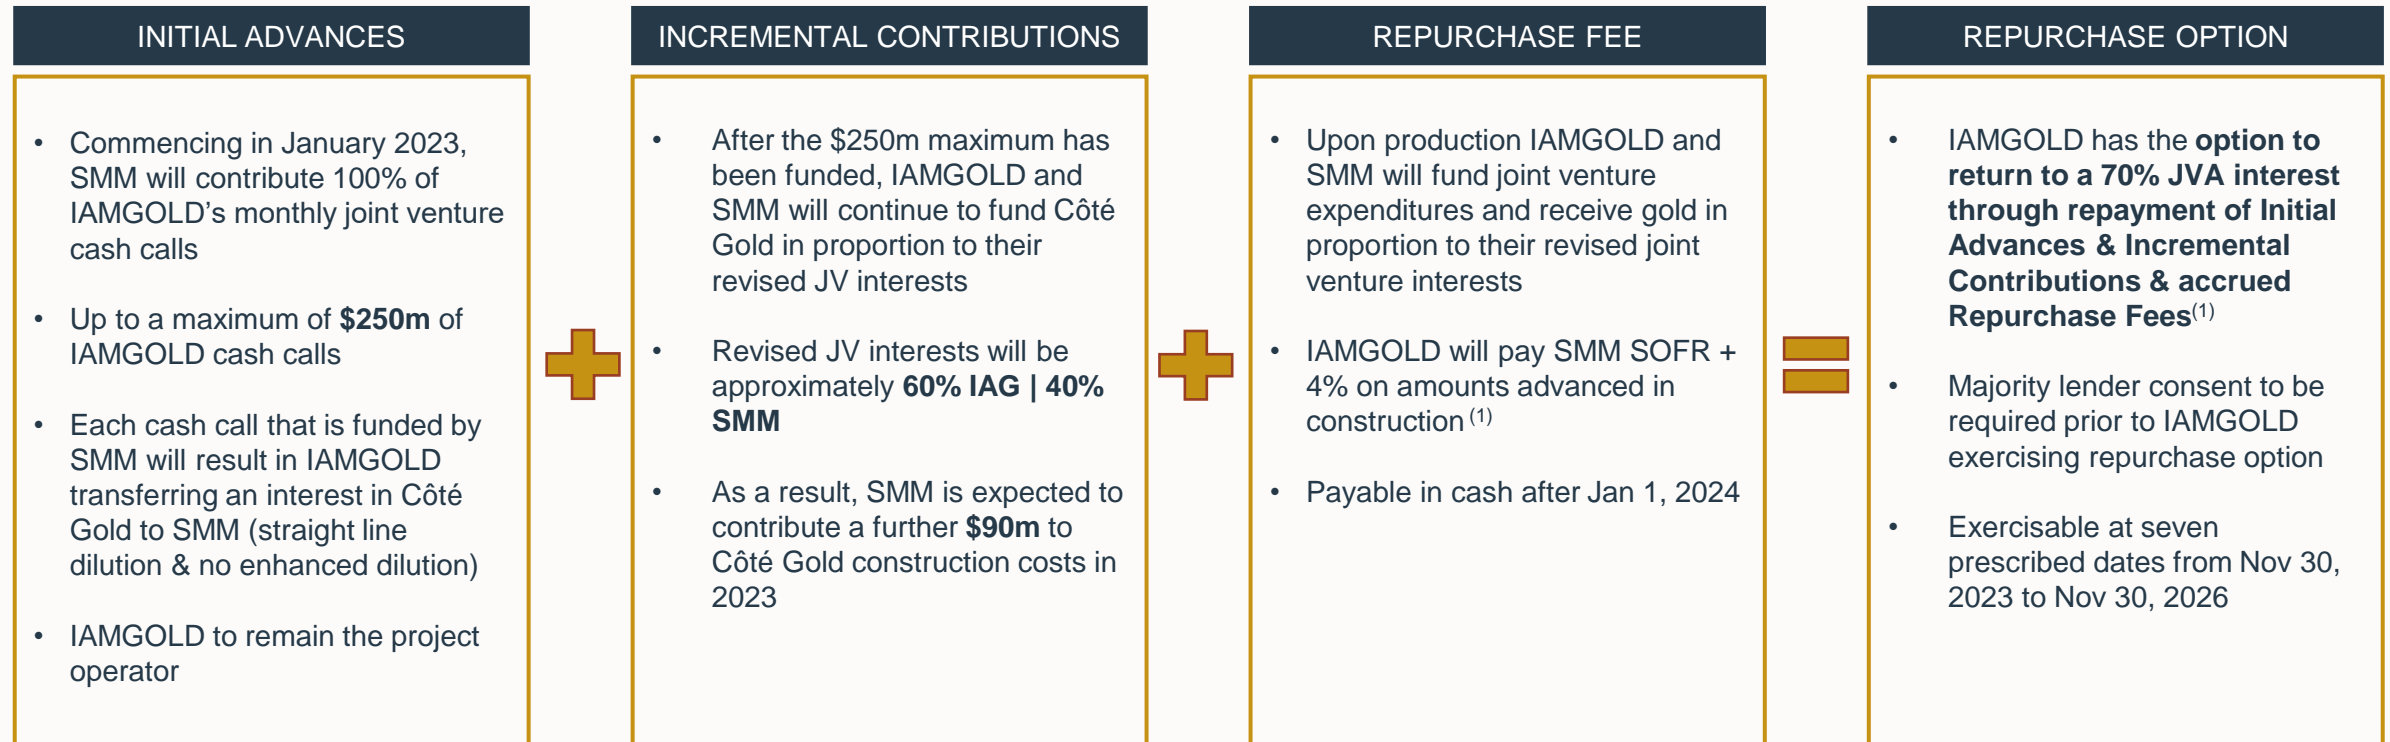 INITIAL ADVANCES
• Commencing in January 2023,
SMM will contribute 100% of
IAMGOLD’s monthly joint venture
cash calls
• Up to a maximum of $250m of
IAMGOLD cash calls
• Each cash call that is funded by
SMM will result in IAMGOLD
transferring an interest in Côté
Gold to SMM (straight line
dilution & no enhanced dilution)
• IAMGOLD to remain the project
operator
INCREMENTAL CONTRIBUTIONS
• After the $250m maximum has
been funded, IAMGOLD and
SMM will continue to fund Côté
Gold in proportion to their
revised JV interests
• Revised JV interests will be
approximately 60% IAG | 40%
SMM
• As a result, SMM is expected to
contribute a further $90m to
Côté Gold construction costs in
2023
REPURCHASE FEE
• Upon production IAMGOLD and
SMM will fund joint venture
expenditures and receive gold in
proportion to their revised joint
venture interests
• IAMGOLD will pay SMM SOFR +
4% on amounts advanced in
construction (1)
• Payable in cash after Jan 1, 2024
REPURCHASE OPTION
• IAMGOLD has the option to
return to a 70% JVA interest
through repayment of Initial
Advances & Incremental
Contributions & accrued
Repurchase Fees(1)
• Majority lender consent to be
required prior to IAMGOLD
exercising repurchase option
• Exercisable at seven
prescribed dates from Nov 30,
2023 to Nov 30, 2026